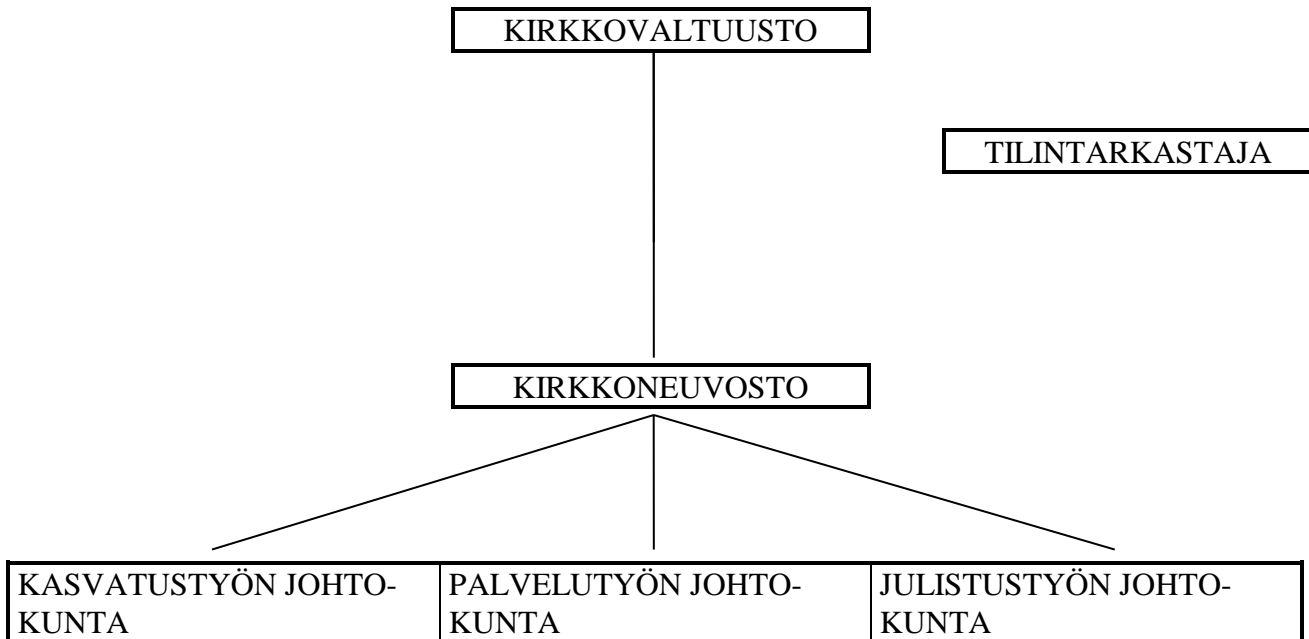 KIRKKOVALTUUSTO
TILINTARKASTAJA
KIRKKONEUVOSTO
KASVATUSTYÖN JOHTO-
KUNTA
PALVELUTYÖN JOHTO-
KUNTA
JULISTUSTYÖN JOHTO-
KUNTA